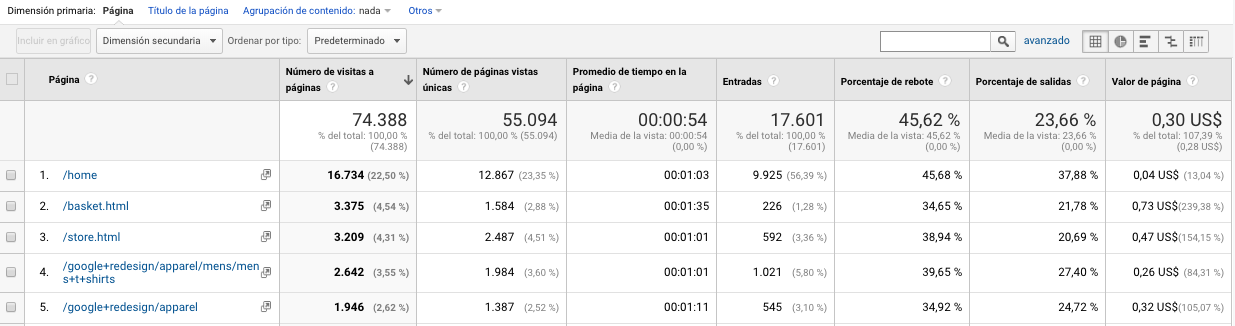 Dimensión primaria: Página Título de la página Agrupación de contenido: nada Otros
Incluir en gráfico Dimensión secundaria Ordenar por tipo: Predeterminado avanzado
Página ? Número de visitas a páginas ? Número de páginas vistas únicas ? Promedio de tiempo en la página ? Entradas ? Porcentaje de rebote ? Porcentaje de salidas ? Valor de página ?
74.388 55.094 00:00:54 17.601 45,62 % 23,66 % 0,30 US$
% del total: 100,00 % (74.388) % del total: 100,00 % (55.094) Media de la vista: 00:00:54 (0,00 %) % del total: 100,00 % (17.601) Media de la vista: 45,62 % (0,00 %) Media de la vista: 23,66 % (0,00 %) % del total: 107,39 % (0,28 US$)
1. /home 16.734 (22,50 %) 12.867 (23,35 %) 00:01:03 9.925 (56,39 %) 45,68 % 37,88 % 0,04 US$ (13,04 %)
2. /basket.html 3.375 (4,54 %) 1.584 (2,88 %) 00:01:35 226 (1,28 %) 34,65 % 21,78 % 0,73 US$(239,38 %)
3. /store.html 3.209 (4,31 %) 2.487 (4,51 %) 00:01:01 592 (3,36 %) 38,94 % 20,69 % 0,47 US$(154,15 %)
4. /google+redesign/apparel/mens/mens+t+shirts 2.642 (3,55 %) 1.984 (3,60 %) 00:01:01 1.021 (5,80 %) 39,65 % 27,40 % 0,26 US$ (84,31 %)
5. /google+redesign/apparel 1.946 (2,62 %) 1.387 (2,52 %) 00:01:11 545 (3,10 %) 34,92 % 24,72 % 0,32 US$(105,07 %)